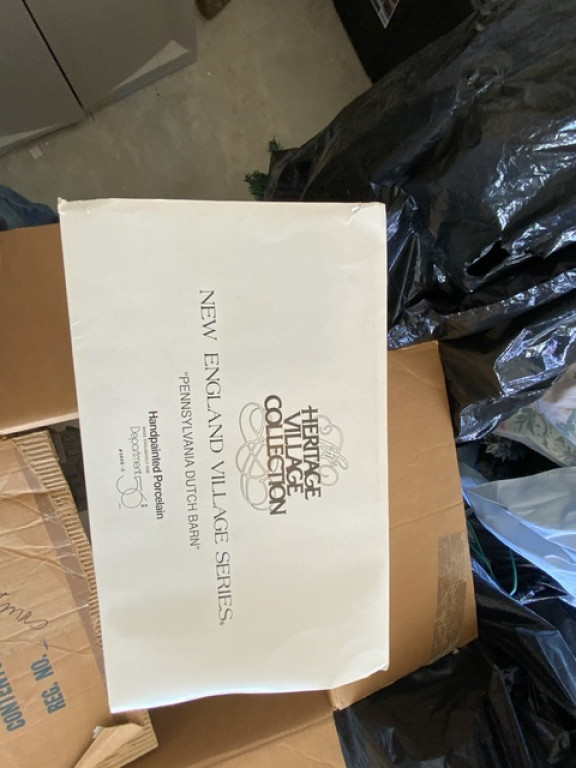 The
HERITAGE
VILLAGE
COLLECTION
NEW ENGLAND VILLAGE SERIES®
"PENNSYLVANIA DUTCH BARN"
Handpainted Porcelain
Department 56
REG. NO.